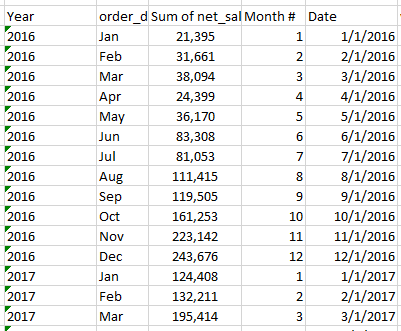 Year order_d Sum of net_sal Month # Date
2016 Jan 21,395 1 1/1/2016
2016 Feb 31,661 2 2/1/2016
2016 Mar 38,094 3 3/1/2016
2016 Apr 24,399 4 4/1/2016
2016 May 36,170 5 5/1/2016
2016 Jun 83,308 6 6/1/2016
2016 Jul 81,053 7 7/1/2016
2016 Aug 111,415 8 8/1/2016
2016 Sep 119,505 9 9/1/2016
2016 Oct 161,253 10 10/1/2016
2016 Nov 223,142 11 11/1/2016
2016 Dec 243,676 12 12/1/2016
2017 Jan 124,408 1 1/1/2017
2017 Feb 132,211 2 2/1/2017
2017 Mar 195,414 3 3/1/2017